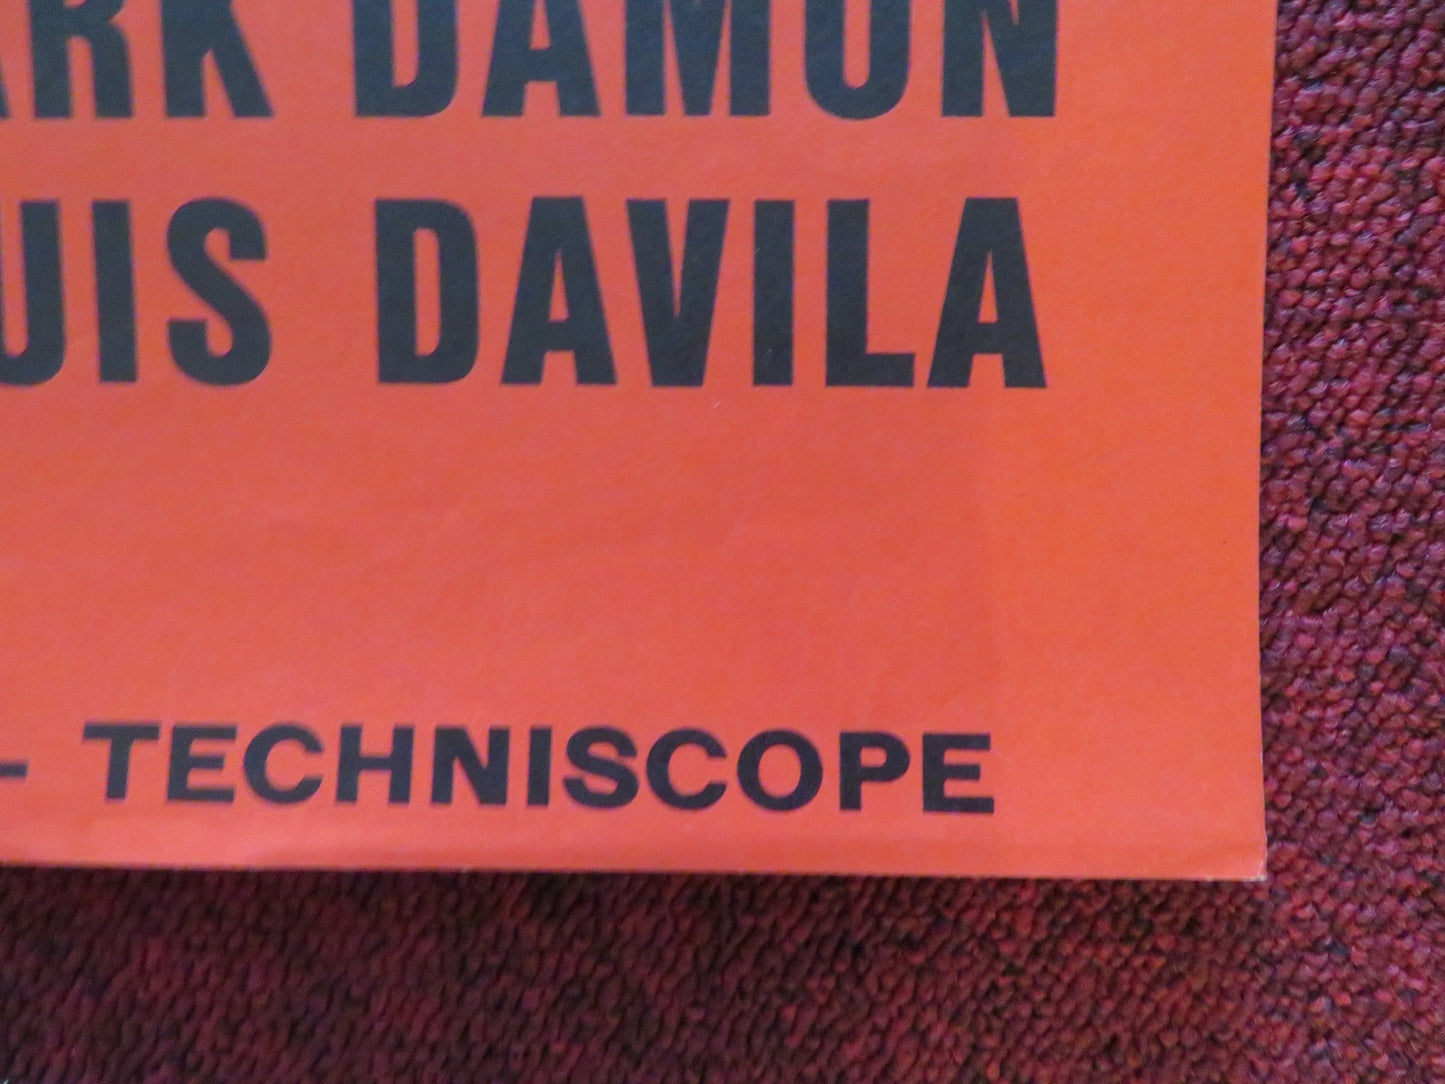 ARK DAMON
UIS DAVILA
- TECHNISCOPE